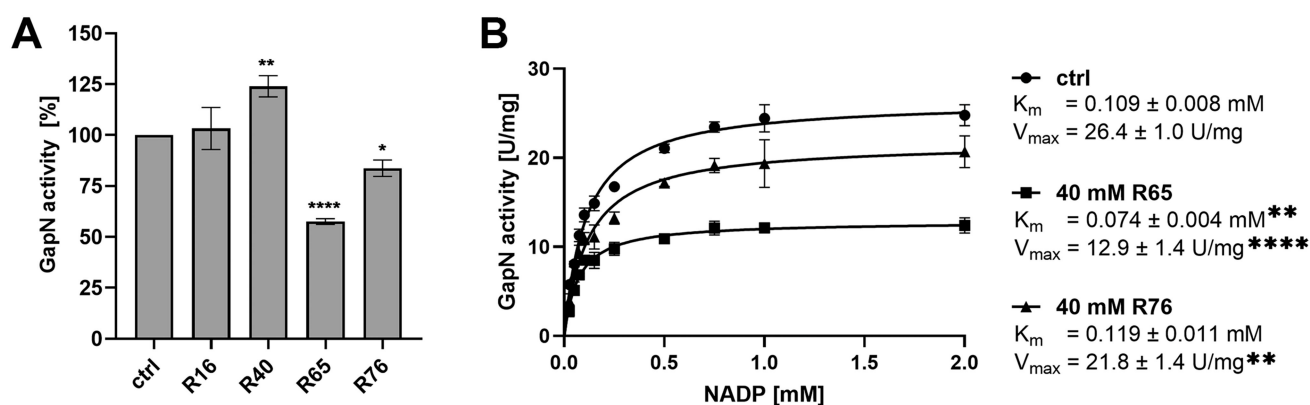 A
GapN activity [%]
150
125
100
75
50
25
0
**
****
*
ctrl
R16
R40
R65
R76
B
GapN activity [U/mg]
30
20
10
0
0.0
0.5
1.0
1.5
2.0
NADP [mM]
ctrl
Km = 0.109 ± 0.008 mM
Vmax = 26.4 ± 1.0 U/mg
40 mM R65
Km = 0.074 ± 0.004 mM**
Vmax = 12.9 ± 1.4 U/mg****
40 mM R76
Km = 0.119 ± 0.011 mM
Vmax = 21.8 ± 1.4 U/mg**